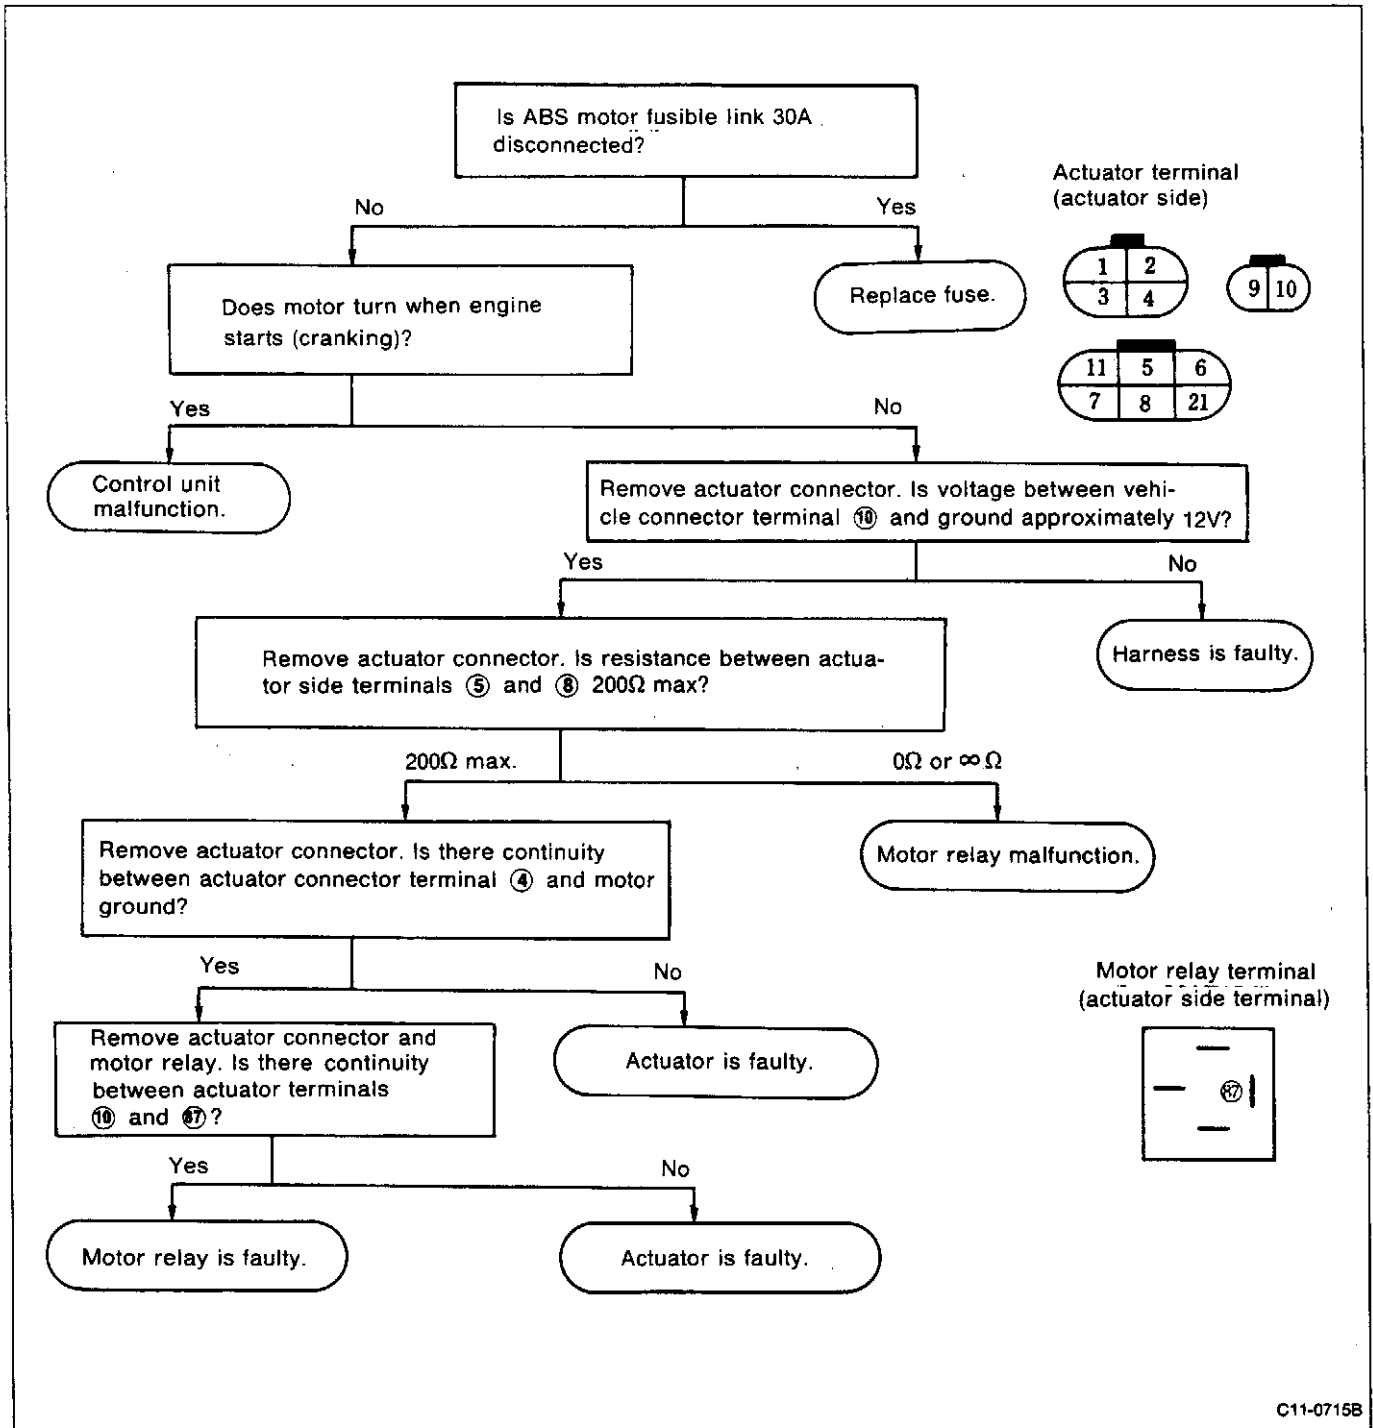 Is ABS motor fusible link 30A
disconnected?
Actuator terminal
(actuator side)
No
Yes
1 2
3 4
9 10
Does motor turn when engine
starts (cranking)?
Replace fuse.
11 5 6
7 8 21
Yes
No
Control unit
malfunction.
Remove actuator connector. Is voltage between vehi-
cle connector terminal ⑩ and ground approximately 12V?
Yes
No
Remove actuator connector. Is resistance between actua-
tor side terminals ⑤ and ⑧ 200Ω max?
Harness is faulty.
200Ω max.
0Ω or ∞ Ω
Remove actuator connector. Is there continuity
between actuator connector terminal ④ and motor
ground?
Motor relay malfunction.
Yes
No
Motor relay terminal
(actuator side terminal)
Remove actuator connector and
motor relay. Is there continuity
between actuator terminals
⑩ and 87?
Actuator is faulty.
87
Yes
No
Motor relay is faulty.
Actuator is faulty.
C11-0715B